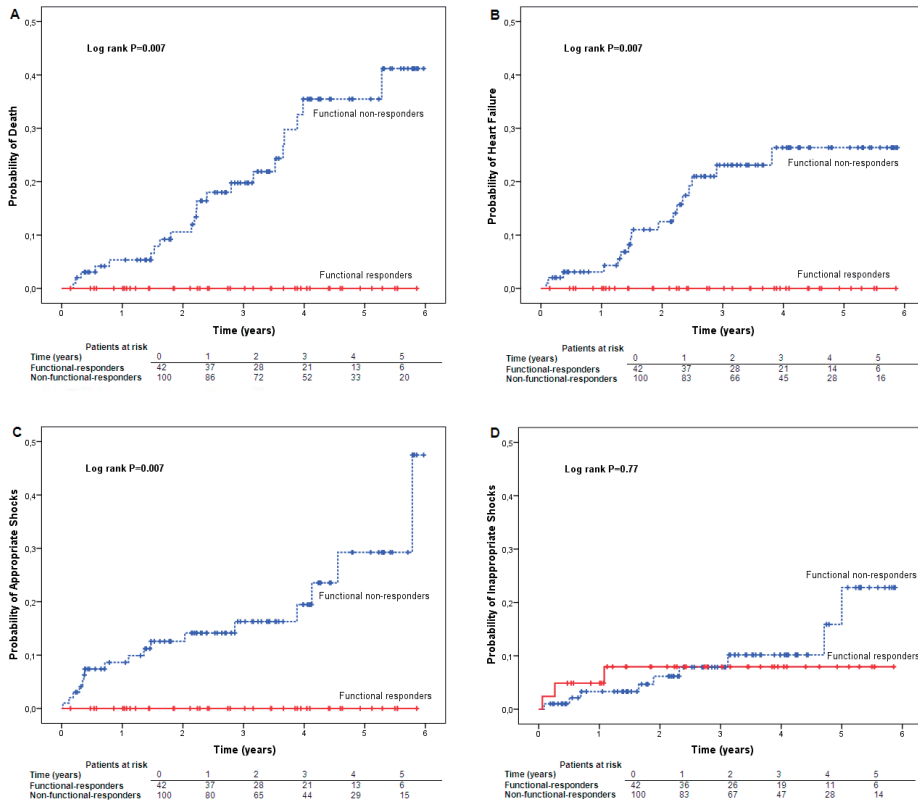 A
0,5
0,4
0,3
0,2
0,1
0,0
Probability of Death
Log rank P=0.007
Functional non-responders
Functional responders
0 1 2 3 4 5 6
Time (years)
Patients at risk
Time (years) 0 1 2 3 4 5
Functional-responders 42 37 28 21 13 6
Non-functional-responders 100 86 72 52 33 20
B
0,5
0,4
0,3
0,2
0,1
0,0
Probability of Heart Failure
Log rank P=0.007
Functional non-responders
Functional responders
0 1 2 3 4 5 6
Time (years)
Patients at risk
Time (years) 0 1 2 3 4 5
Functional-responders 42 37 28 21 14 6
Non-functional-responders 100 83 66 45 28 16
C
0,5
0,4
0,3
0,2
0,1
0,0
Probability of Appropriate Shocks
Log rank P=0.007
Functional non-responders
Functional responders
0 1 2 3 4 5 6
Time (years)
Patients at risk
Time (years) 0 1 2 3 4 5
Functional-responders 42 37 28 21 13 6
Non-functional-responders 100 80 65 44 29 15
D
0,5
0,4
0,3
0,2
0,1
0,0
Probability of Inappropriate Shocks
Log rank P=0.77
Functional non-responders
Functional responders
0 1 2 3 4 5 6
Time (years)
Patients at risk
Time (years) 0 1 2 3 4 5
Functional-responders 42 36 26 19 11 6
Non-functional-responders 100 83 67 47 28 14